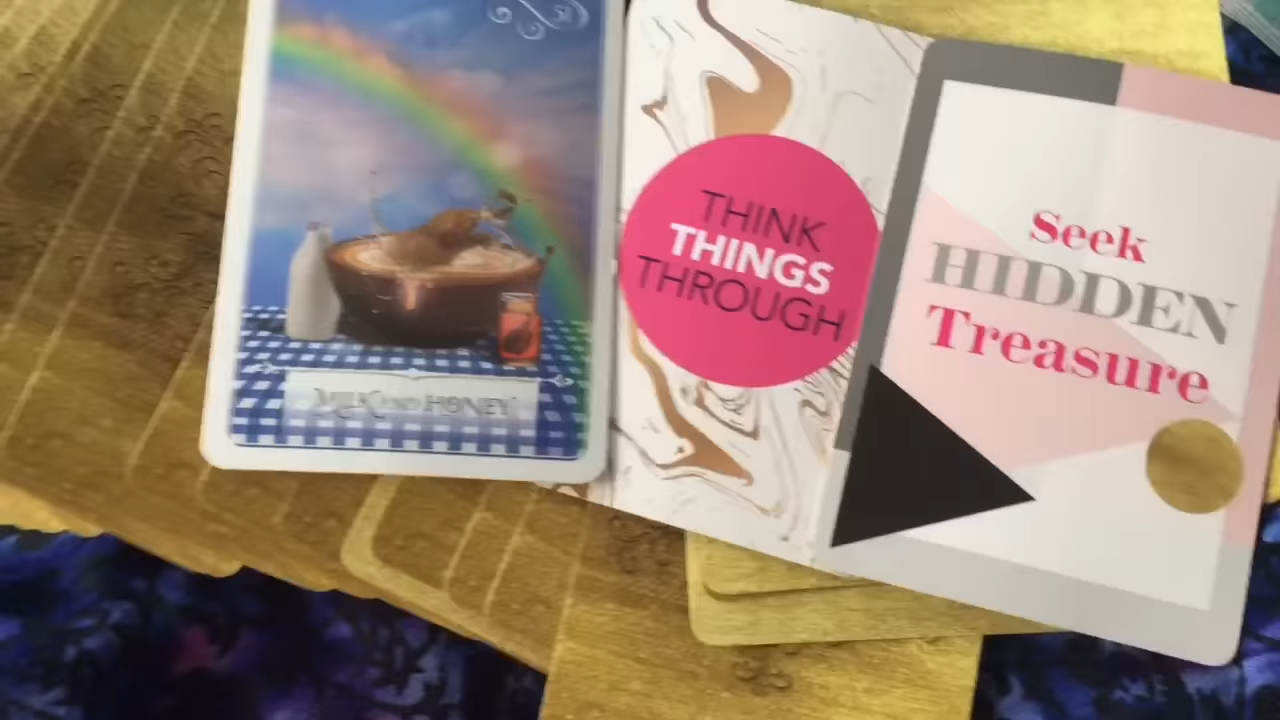 MILK AND HONEY
THINK
THINGS
THROUGH
Seek
HIDDEN
Treasure